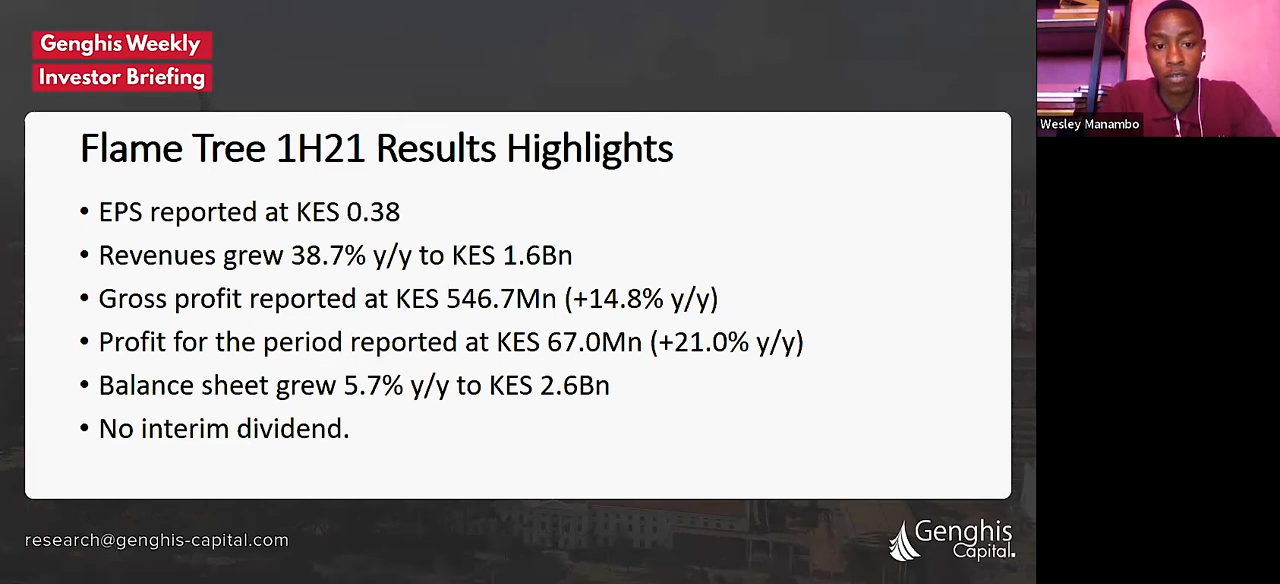 Genghis Weekly
Investor Briefing
Flame Tree 1H21 Results Highlights
• EPS reported at KES 0.38
• Revenues grew 38.7% y/y to KES 1.6Bn
• Gross profit reported at KES 546.7Mn (+14.8% y/y)
• Profit for the period reported at KES 67.0Mn (+21.0% y/y)
• Balance sheet grew 5.7% y/y to KES 2.6Bn
• No interim dividend.
research@genghis-capital.com
Genghis
Capital.
Wesley Manambo